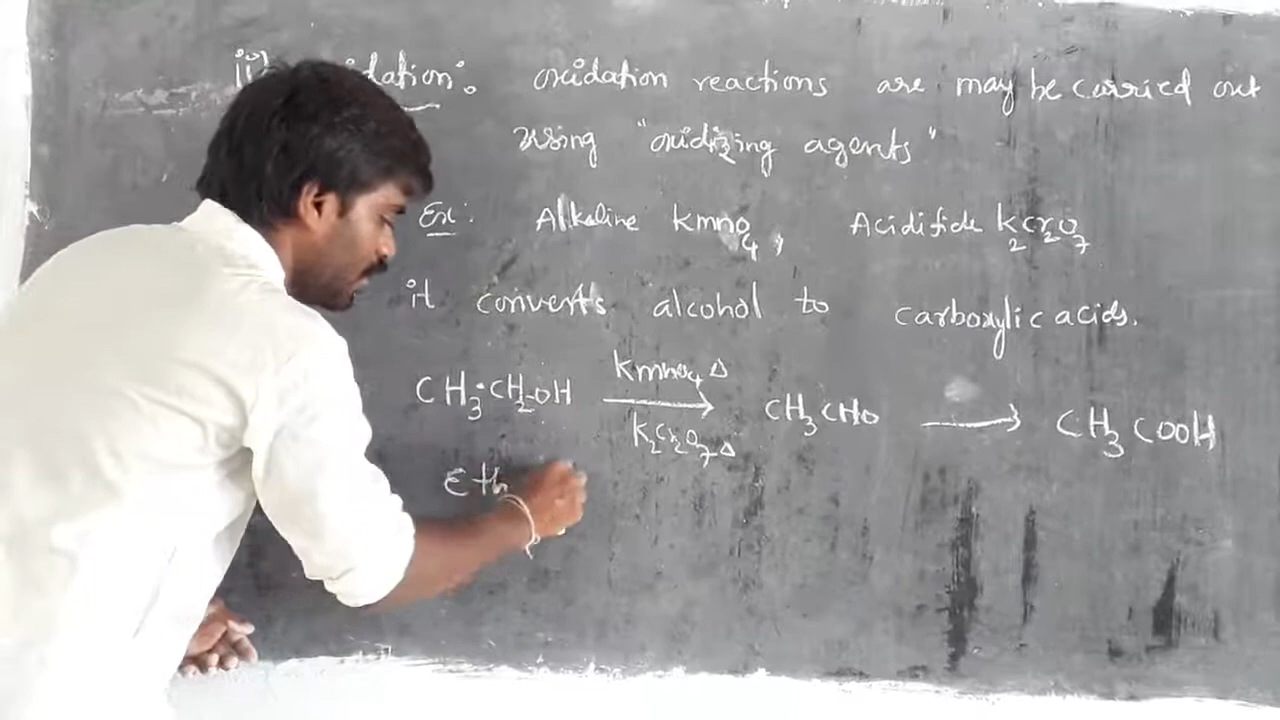 ii) dation: oxidation reactions are may be carried out
using "oxidizing agents"
Ex: Alkaline kmno4, Acidifide k2cr2o7
it converts alcohol to carboxylic acids.
CH3-CH2-OH kmno4 Δ → CH3CHO → CH3COOH
k2cr2o7 Δ
Eth